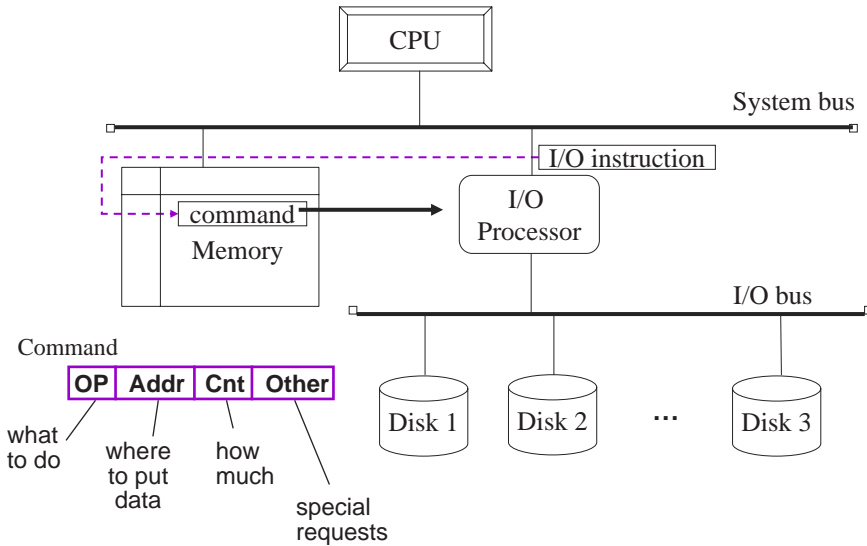 CPU
System bus
I/O instruction
command
I/O
Processor
Memory
I/O bus
Command
OP Addr Cnt Other
Disk 1
Disk 2
...
Disk 3
what
to do
where
to put
data
how
much
special
requests